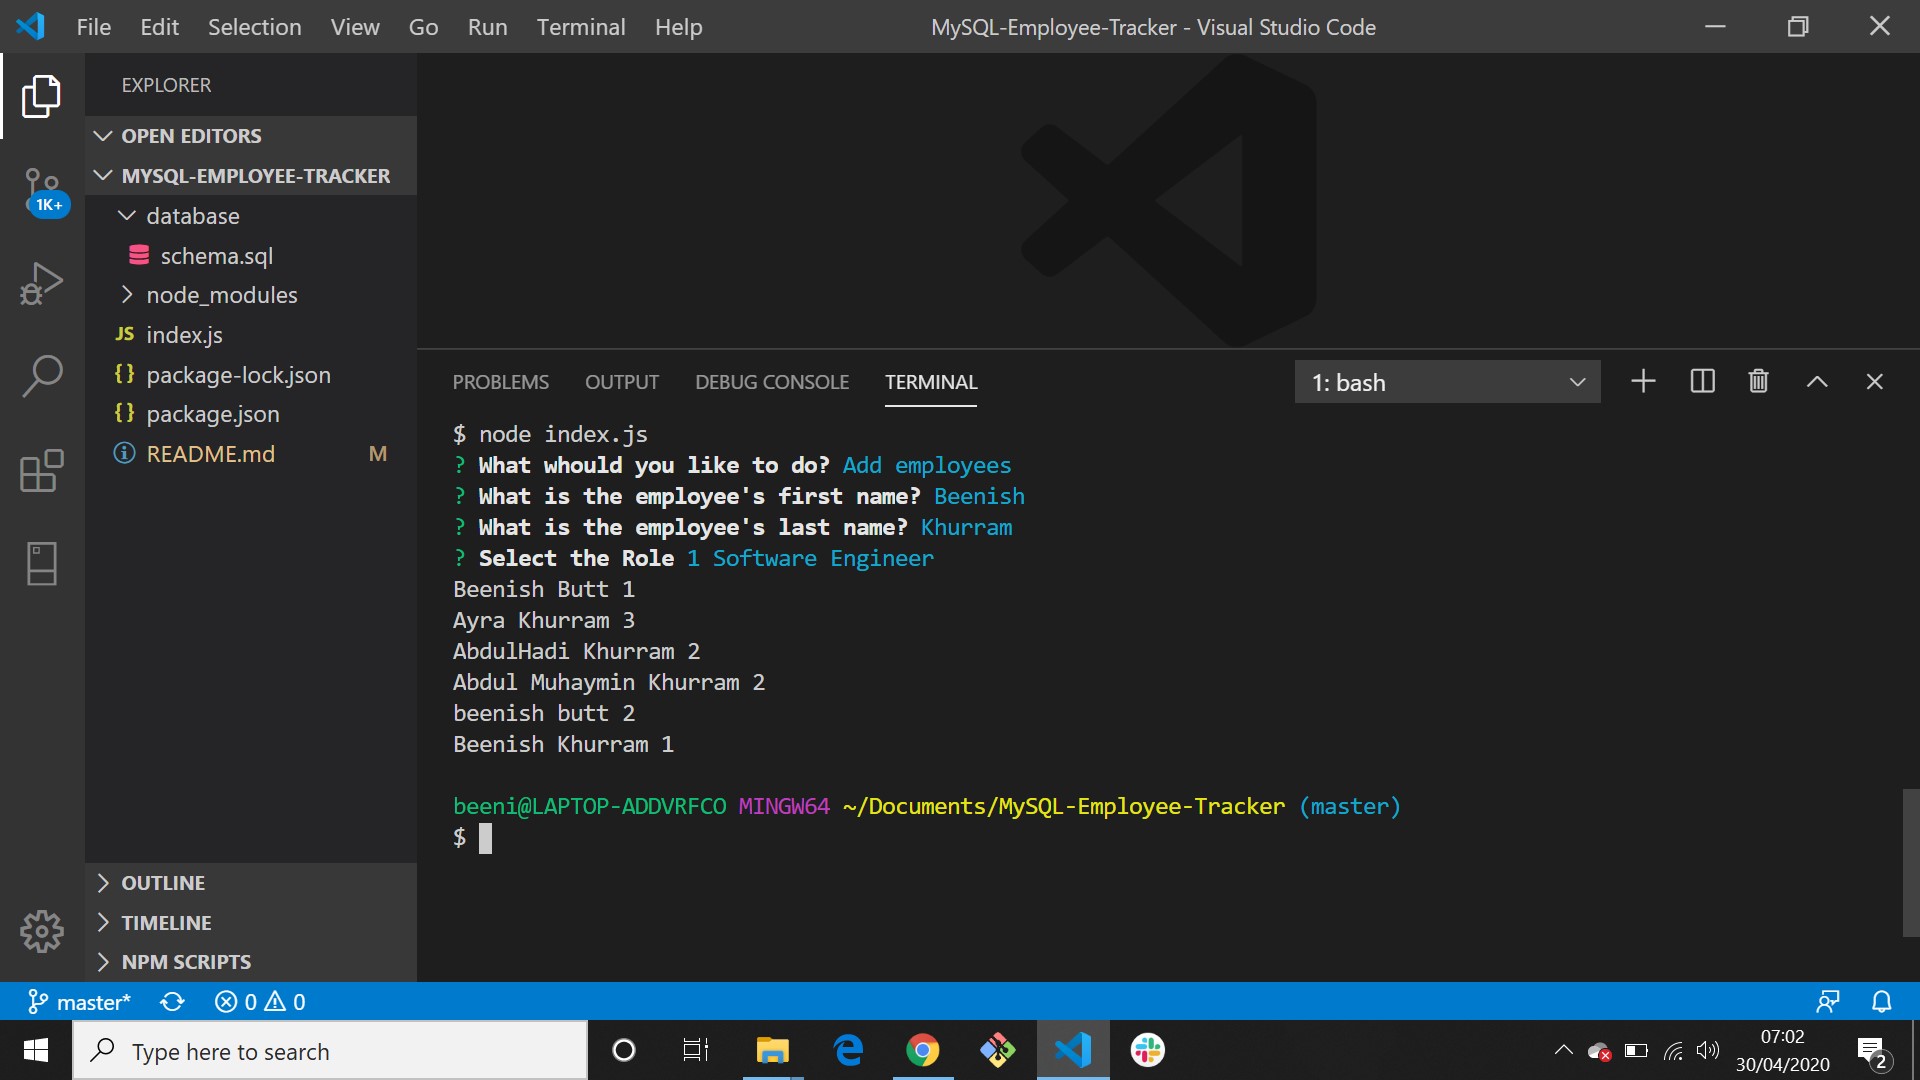 File Edit Selection View Go Run Terminal Help
MySQL-Employee-Tracker - Visual Studio Code
EXPLORER
OPEN EDITORS
MYSQL-EMPLOYEE-TRACKER
1K+
database
schema.sql
node_modules
JS index.js
{} package-lock.json
{} package.json
README.md M
OUTLINE
TIMELINE
NPM SCRIPTS
PROBLEMS OUTPUT DEBUG CONSOLE TERMINAL
1: bash
$ node index.js
? What whould you like to do? Add employees
? What is the employee's first name? Beenish
? What is the employee's last name? Khurram
? Select the Role 1 Software Engineer
Beenish Butt 1
Ayra Khurram 3
AbdulHadi Khurram 2
Abdul Muhaymin Khurram 2
beenish butt 2
Beenish Khurram 1
beeni@LAPTOP-ADDVRFCO MINGW64 ~/Documents/MySQL-Employee-Tracker (master)
$
master* 0 0
Type here to search
07:02
30/04/2020
2